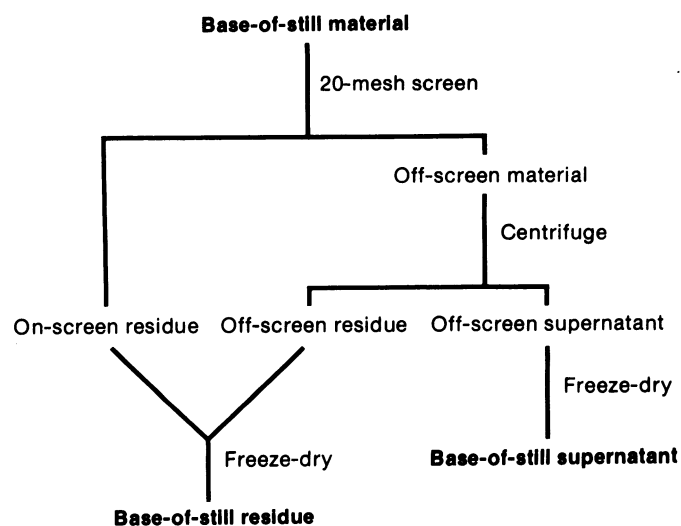 Base-of-still material
20-mesh screen
Off-screen material
Centrifuge
On-screen residue
Off-screen residue
Off-screen supernatant
Freeze-dry
Freeze-dry
Base-of-still supernatant
Base-of-still residue